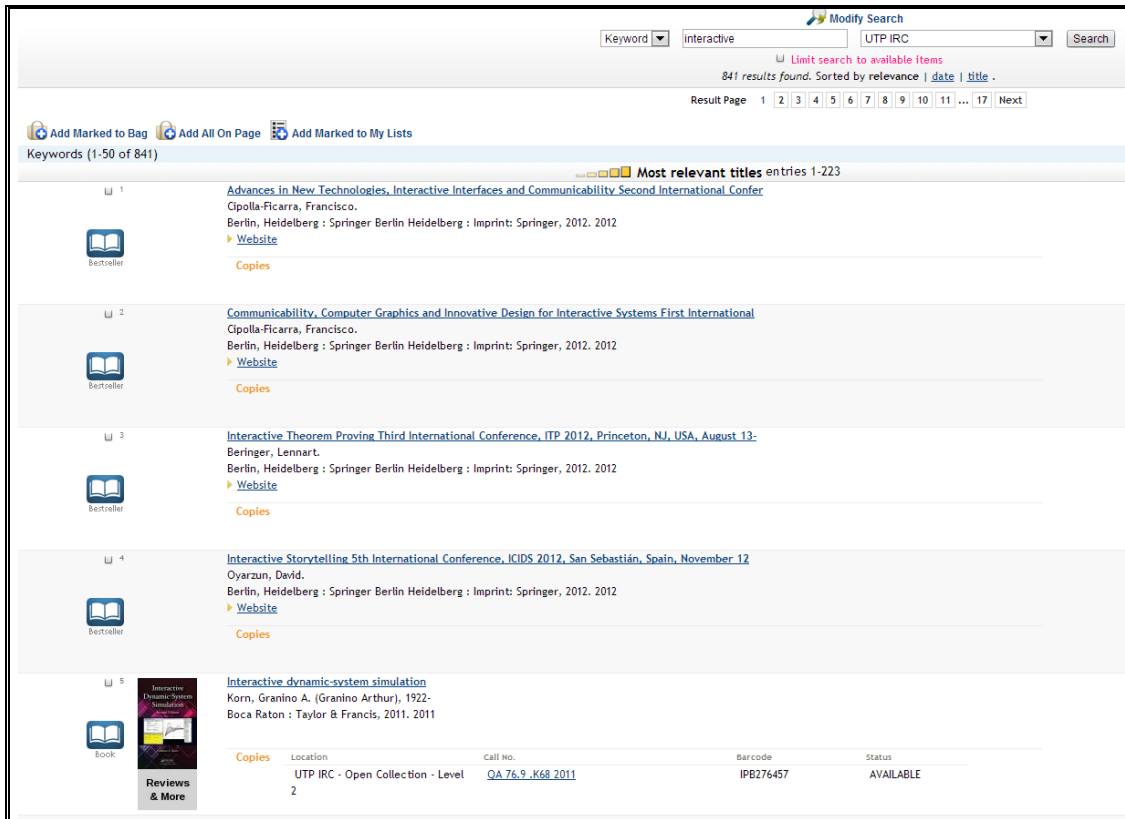 Modify Search
Keyword interactive UTP IRC Search
Limit search to available items
841 results found. Sorted by relevance | date | title .
Result Page 1 2 3 4 5 6 7 8 9 10 11 ... 17 Next
Add Marked to Bag Add All On Page Add Marked to My Lists
Keywords (1-50 of 841)
Most relevant titles entries 1-223
1 Advances in New Technologies, Interactive Interfaces and Communicability Second International Confer
Cipolla-Ficarra, Francisco.
Berlin, Heidelberg : Springer Berlin Heidelberg : Imprint: Springer, 2012. 2012
Website
Bestseller
Copies
2 Communicability, Computer Graphics and Innovative Design for Interactive Systems First International
Cipolla-Ficarra, Francisco.
Berlin, Heidelberg : Springer Berlin Heidelberg : Imprint: Springer, 2012. 2012
Website
Bestseller
Copies
3 Interactive Theorem Proving Third International Conference, ITP 2012, Princeton, NJ, USA, August 13-
Beringer, Lennart.
Berlin, Heidelberg : Springer Berlin Heidelberg : Imprint: Springer, 2012. 2012
Website
Bestseller
Copies
4 Interactive Storytelling 5th International Conference, ICIDS 2012, San Sebastián, Spain, November 12
Oyarzun, David.
Berlin, Heidelberg : Springer Berlin Heidelberg : Imprint: Springer, 2012. 2012
Website
Bestseller
Copies
5 Interactive dynamic-system simulation
Korn, Granino A. (Granino Arthur), 1922-
Boca Raton : Taylor & Francis, 2011. 2011
Interactive
Dynamic-System
Simulation
Book
Reviews
& More
Copies Location Call No. Barcode Status
UTP IRC - Open Collection - Level QA 76.9 .K68 2011 IPB276457 AVAILABLE
2